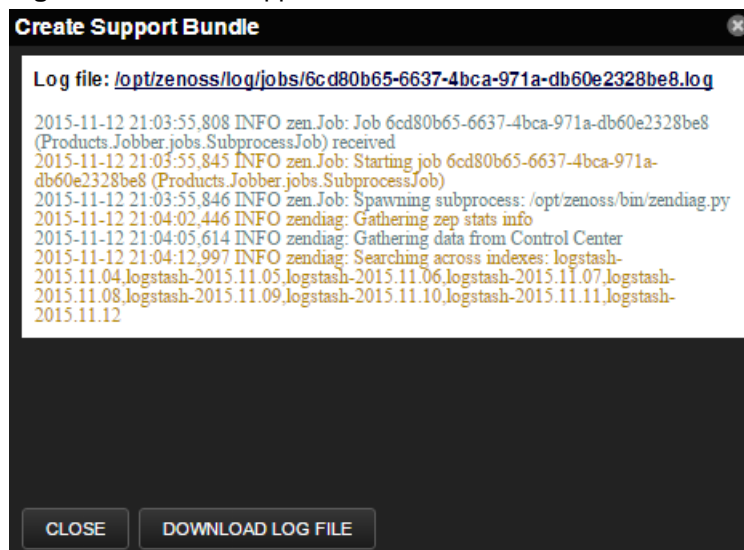 Create Support Bundle
Log file: /opt/zenoss/log/jobs/6cd80b65-6637-4bca-971a-db60e2328be8.log
2015-11-12 21:03:55,808 INFO zen.Job: Job 6cd80b65-6637-4bca-971a-db60e2328be8
(Products.Jobber.jobs.SubprocessJob) received
2015-11-12 21:03:55,845 INFO zen.Job: Starting job 6cd80b65-6637-4bca-971a-
db60e2328be8 (Products.Jobber.jobs.SubprocessJob)
2015-11-12 21:03:55,846 INFO zen.Job: Spawning subprocess: /opt/zenoss/bin/zendiag.py
2015-11-12 21:04:02,446 INFO zendiag: Gathering zep stats info
2015-11-12 21:04:05,614 INFO zendiag: Gathering data from Control Center
2015-11-12 21:04:12,997 INFO zendiag: Searching across indexes: logstash-
2015.11.04,logstash-2015.11.05,logstash-2015.11.06,logstash-2015.11.07,logstash-
2015.11.08,logstash-2015.11.09,logstash-2015.11.10,logstash-2015.11.11,logstash-
2015.11.12
CLOSE
DOWNLOAD LOG FILE